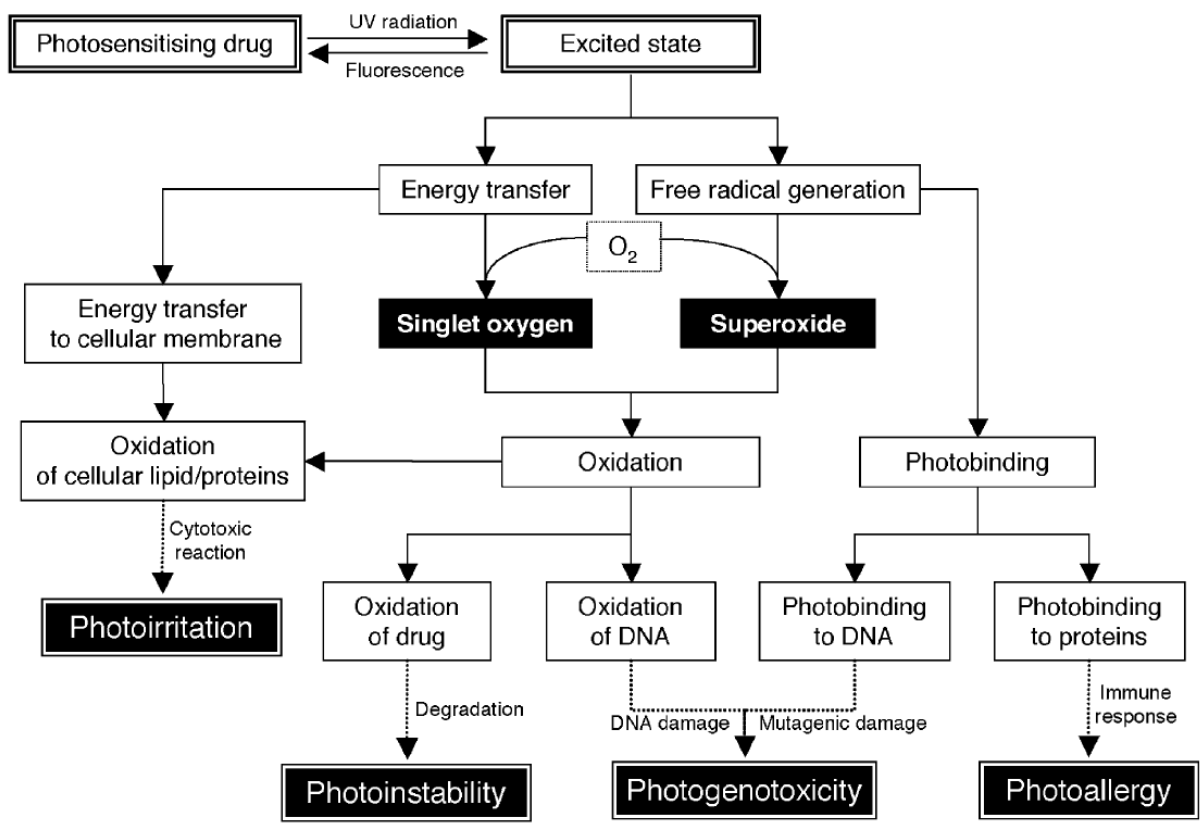 UV radiation
Photosensitising drug
Excited state
Fluorescence
Energy transfer
Free radical generation
O2
Energy transfer
to cellular membrane
Singlet oxygen
Superoxide
Oxidation
of cellular lipid/proteins
Oxidation
Photobinding
Cytotoxic
reaction
Photoirritation
Oxidation
of drug
Oxidation
of DNA
Photobinding
to DNA
Photobinding
to proteins
Degradation
DNA damage
Mutagenic damage
Immune
response
Photoinstability
Photogenotoxicity
Photoallergy